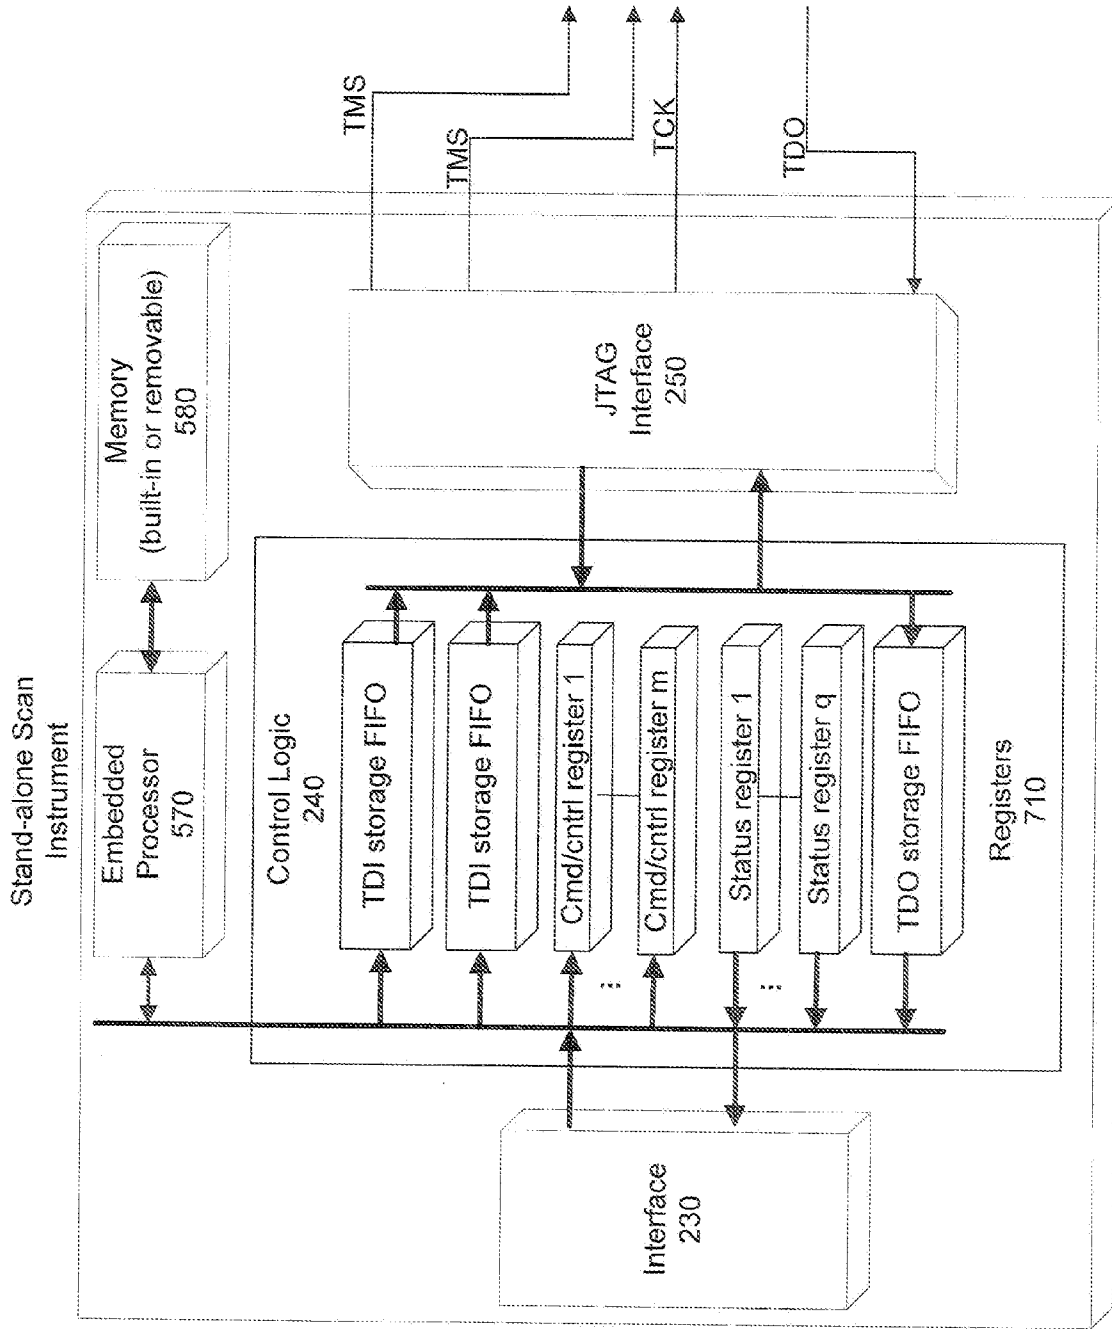 Stand-alone Scan
Instrument
Embedded
Processor
570
Memory
(built-in or removable)
580
Control Logic
240
TDI storage FIFO
TDI storage FIFO
Cmd/cntrl register 1
...
Cmd/cntrl register m
Status register 1
...
Status register q
TDO storage FIFO
Registers
710
Interface
230
JTAG
Interface
250
TMS
TMS
TCK
TDO